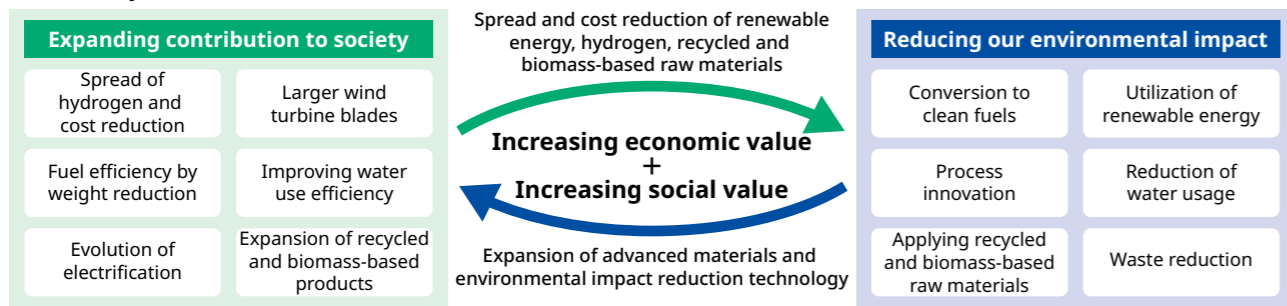 Expanding contribution to society
Spread of
hydrogen and
cost reduction
Larger wind
turbine blades
Fuel efficiency by
weight reduction
Improving water
use efficiency
Evolution of
electrification
Expansion of recycled
and biomass-based
products
Spread and cost reduction of renewable
energy, hydrogen, recycled and
biomass-based raw materials
Increasing economic value
+
Increasing social value
Expansion of advanced materials and
environmental impact reduction technology
Reducing our environmental impact
Conversion to
clean fuels
Utilization of
renewable energy
Process
innovation
Reduction of
water usage
Applying recycled
and biomass-based
raw materials
Waste reduction